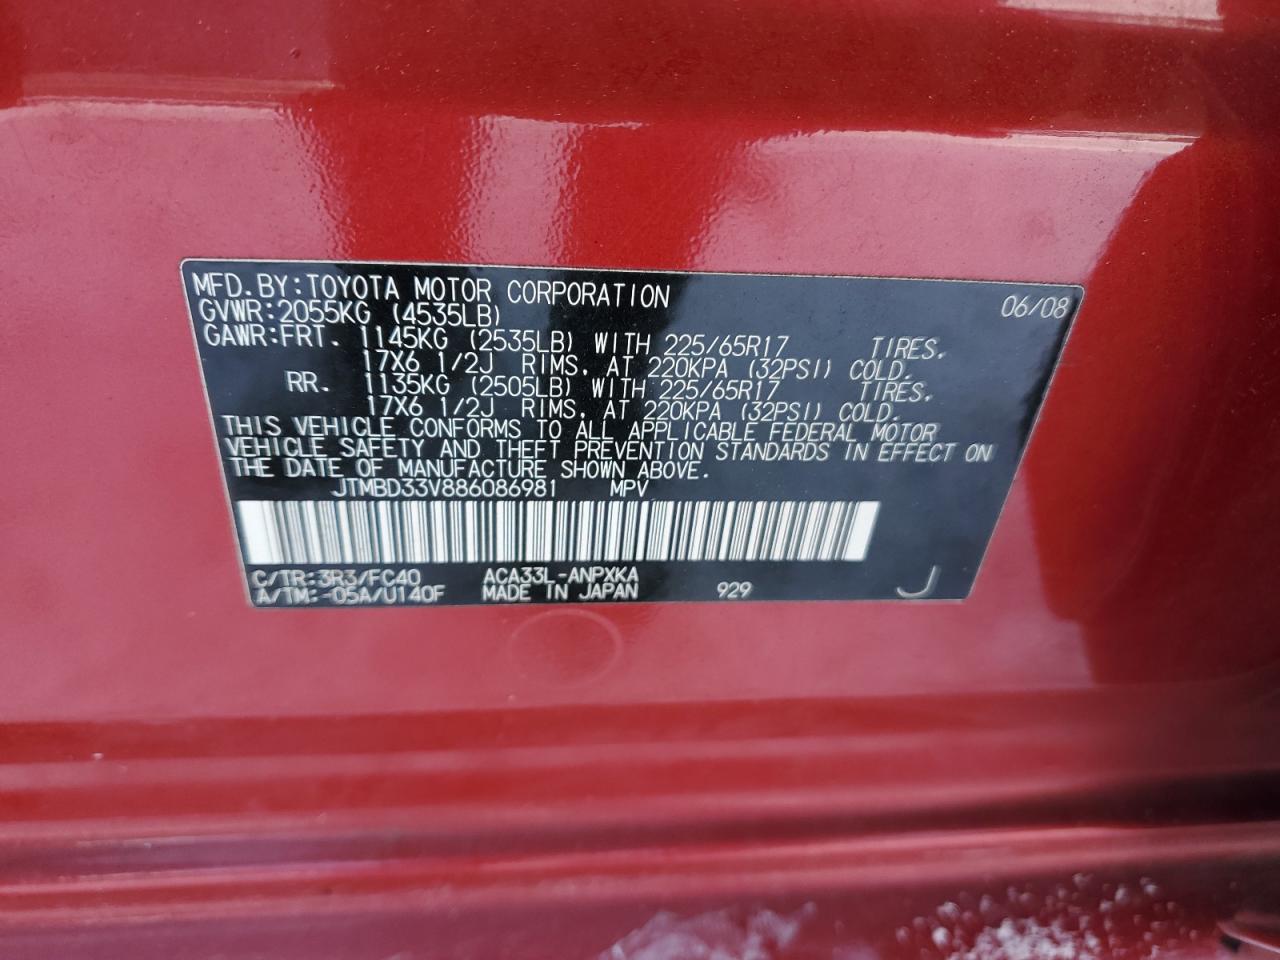 MFD.BY:TOYOTA MOTOR CORPORATION 06/08
GVWR:2055KG (4535LB)
GAWR:FRT. 1145KG (2535LB) WITH 225/65R17 TIRES.
17X6 1/2J RIMS. AT 220KPA (32PSI) COLD.
RR. 1135KG (2505LB) WITH 225/65R17 TIRES.
17X6 1/2J RIMS. AT 220KPA (32PSI) COLD.
THIS VEHICLE CONFORMS TO ALL APPLICABLE FEDERAL MOTOR
VEHICLE SAFETY AND THEFT PREVENTION STANDARDS IN EFFECT ON
THE DATE OF MANUFACTURE SHOWN ABOVE.
JTMBD33V886086981 MPV
C/TR:3R3/FC40 ACA33L-ANPXKA
A/TM:-05A/U140F MADE IN JAPAN 929 J